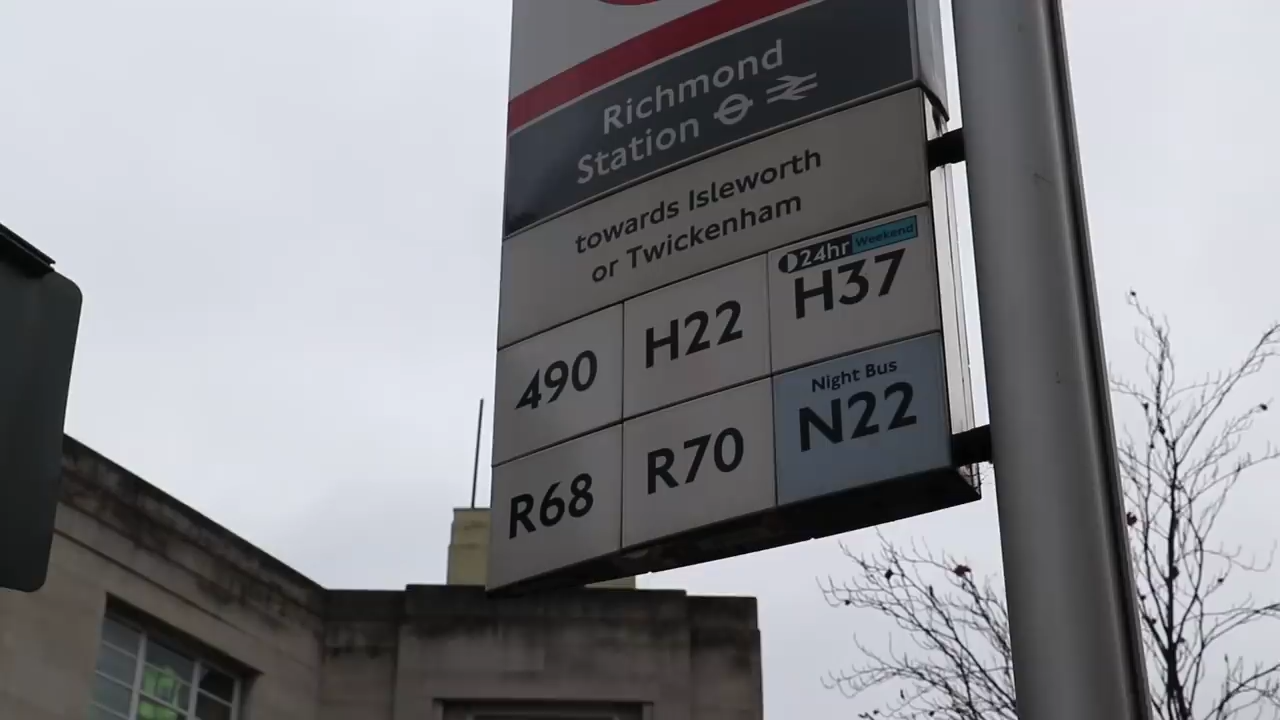 Richmond
Station
towards Isleworth
or Twickenham
24hr Weekend
490 H22 H37
Night Bus
R68 R70 N22